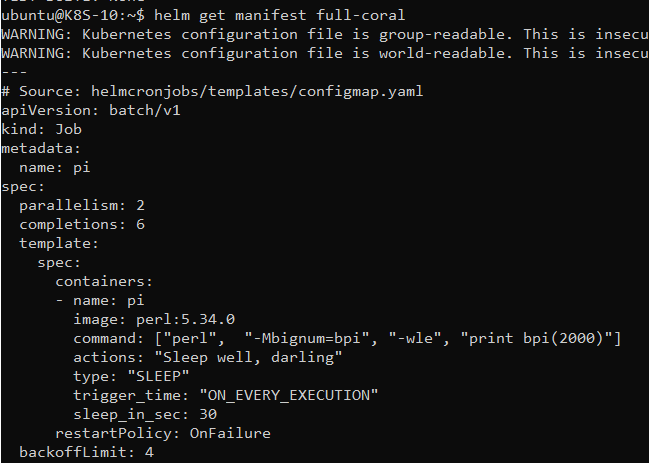 ubuntu@K8S-10:~$ helm get manifest full-coral
WARNING: Kubernetes configuration file is group-readable. This is insecu
WARNING: Kubernetes configuration file is world-readable. This is insecu
---
# Source: helmcronjobs/templates/configmap.yaml
apiVersion: batch/v1
kind: Job
metadata:
  name: pi
spec:
  parallelism: 2
  completions: 6
  template:
    spec:
      containers:
      - name: pi
        image: perl:5.34.0
        command: ["perl",  "-Mbignum=bpi", "-wle", "print bpi(2000)"]
        actions: "Sleep well, darling"
        type: "SLEEP"
        trigger_time: "ON_EVERY_EXECUTION"
        sleep_in_sec: 30
      restartPolicy: OnFailure
  backoffLimit: 4